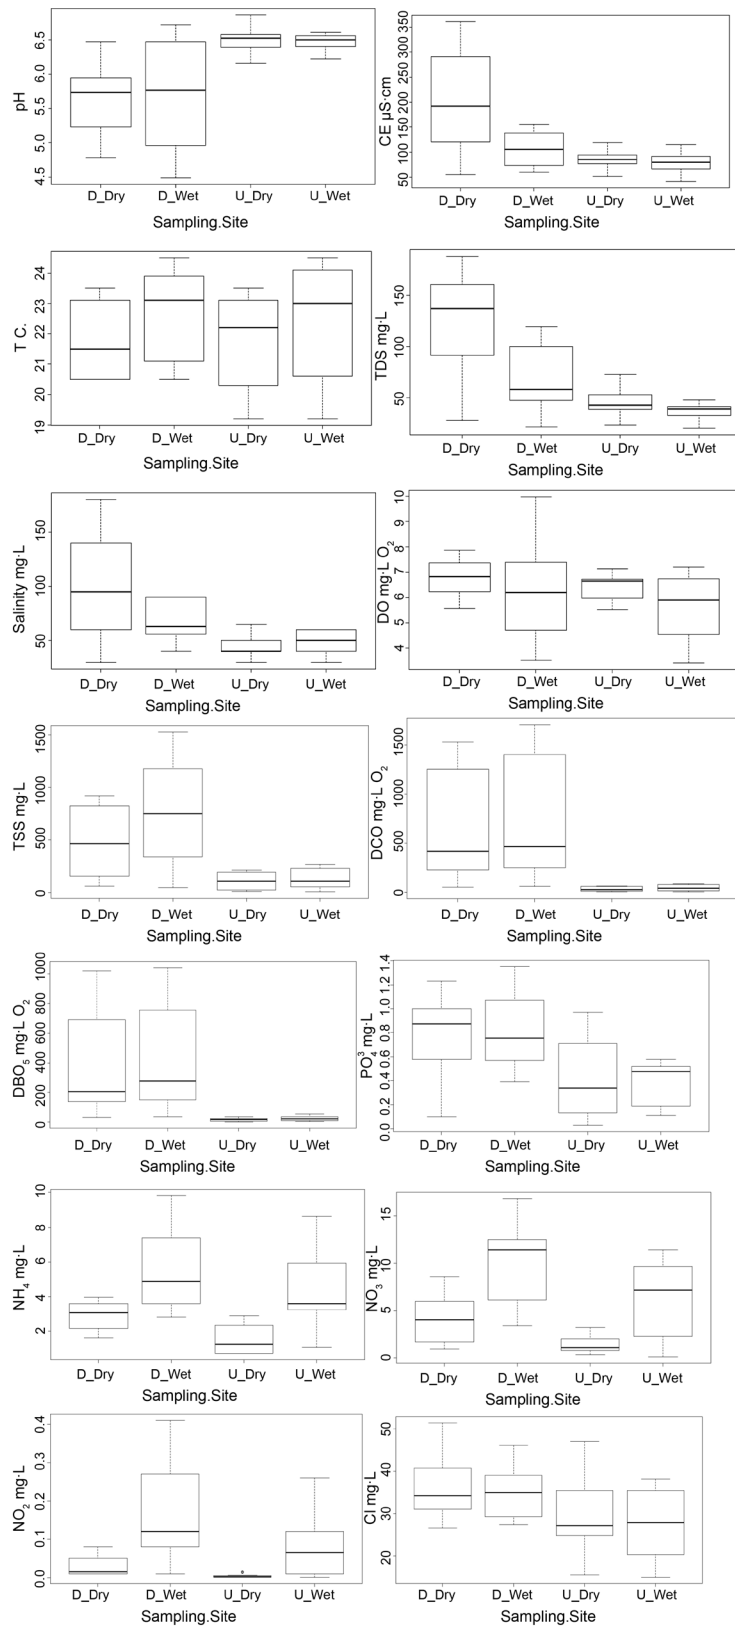 pH
4.5 5.0 5.5 6.0 6.5
D_Dry D_Wet U_Dry U_Wet
Sampling.Site
CE µS·cm
50 100 150 200 250 300 350
D_Dry D_Wet U_Dry U_Wet
Sampling.Site
T C.
19 20 21 22 23 24
D_Dry D_Wet U_Dry U_Wet
Sampling.Site
TDS mg·L
50 100 150
D_Dry D_Wet U_Dry U_Wet
Sampling.Site
Salinity mg·L
50 100 150
D_Dry D_Wet U_Dry U_Wet
Sampling.Site
DO mg·L O₂
4 5 6 7 8 9 10
D_Dry D_Wet U_Dry U_Wet
Sampling.Site
TSS mg·L
0 500 1000 1500
D_Dry D_Wet U_Dry U_Wet
Sampling.Site
DCO mg·L O₂
0 500 1000 1500
D_Dry D_Wet U_Dry U_Wet
Sampling.Site
DBO₅ mg·L O₂
0 200 400 600 800 1000
D_Dry D_Wet U_Dry U_Wet
Sampling.Site
PO₄³ mg·L
0.0 0.2 0.4 0.6 0.8 1.0 1.2 1.4
D_Dry D_Wet U_Dry U_Wet
Sampling.Site
NH₄ mg·L
2 4 6 8 10
D_Dry D_Wet U_Dry U_Wet
Sampling.Site
NO₃ mg·L
0 5 10 15
D_Dry D_Wet U_Dry U_Wet
Sampling.Site
NO₂ mg·L
0.0 0.1 0.2 0.3 0.4
D_Dry D_Wet U_Dry U_Wet
Sampling.Site
Cl mg·L
20 30 40 50
D_Dry D_Wet U_Dry U_Wet
Sampling.Site